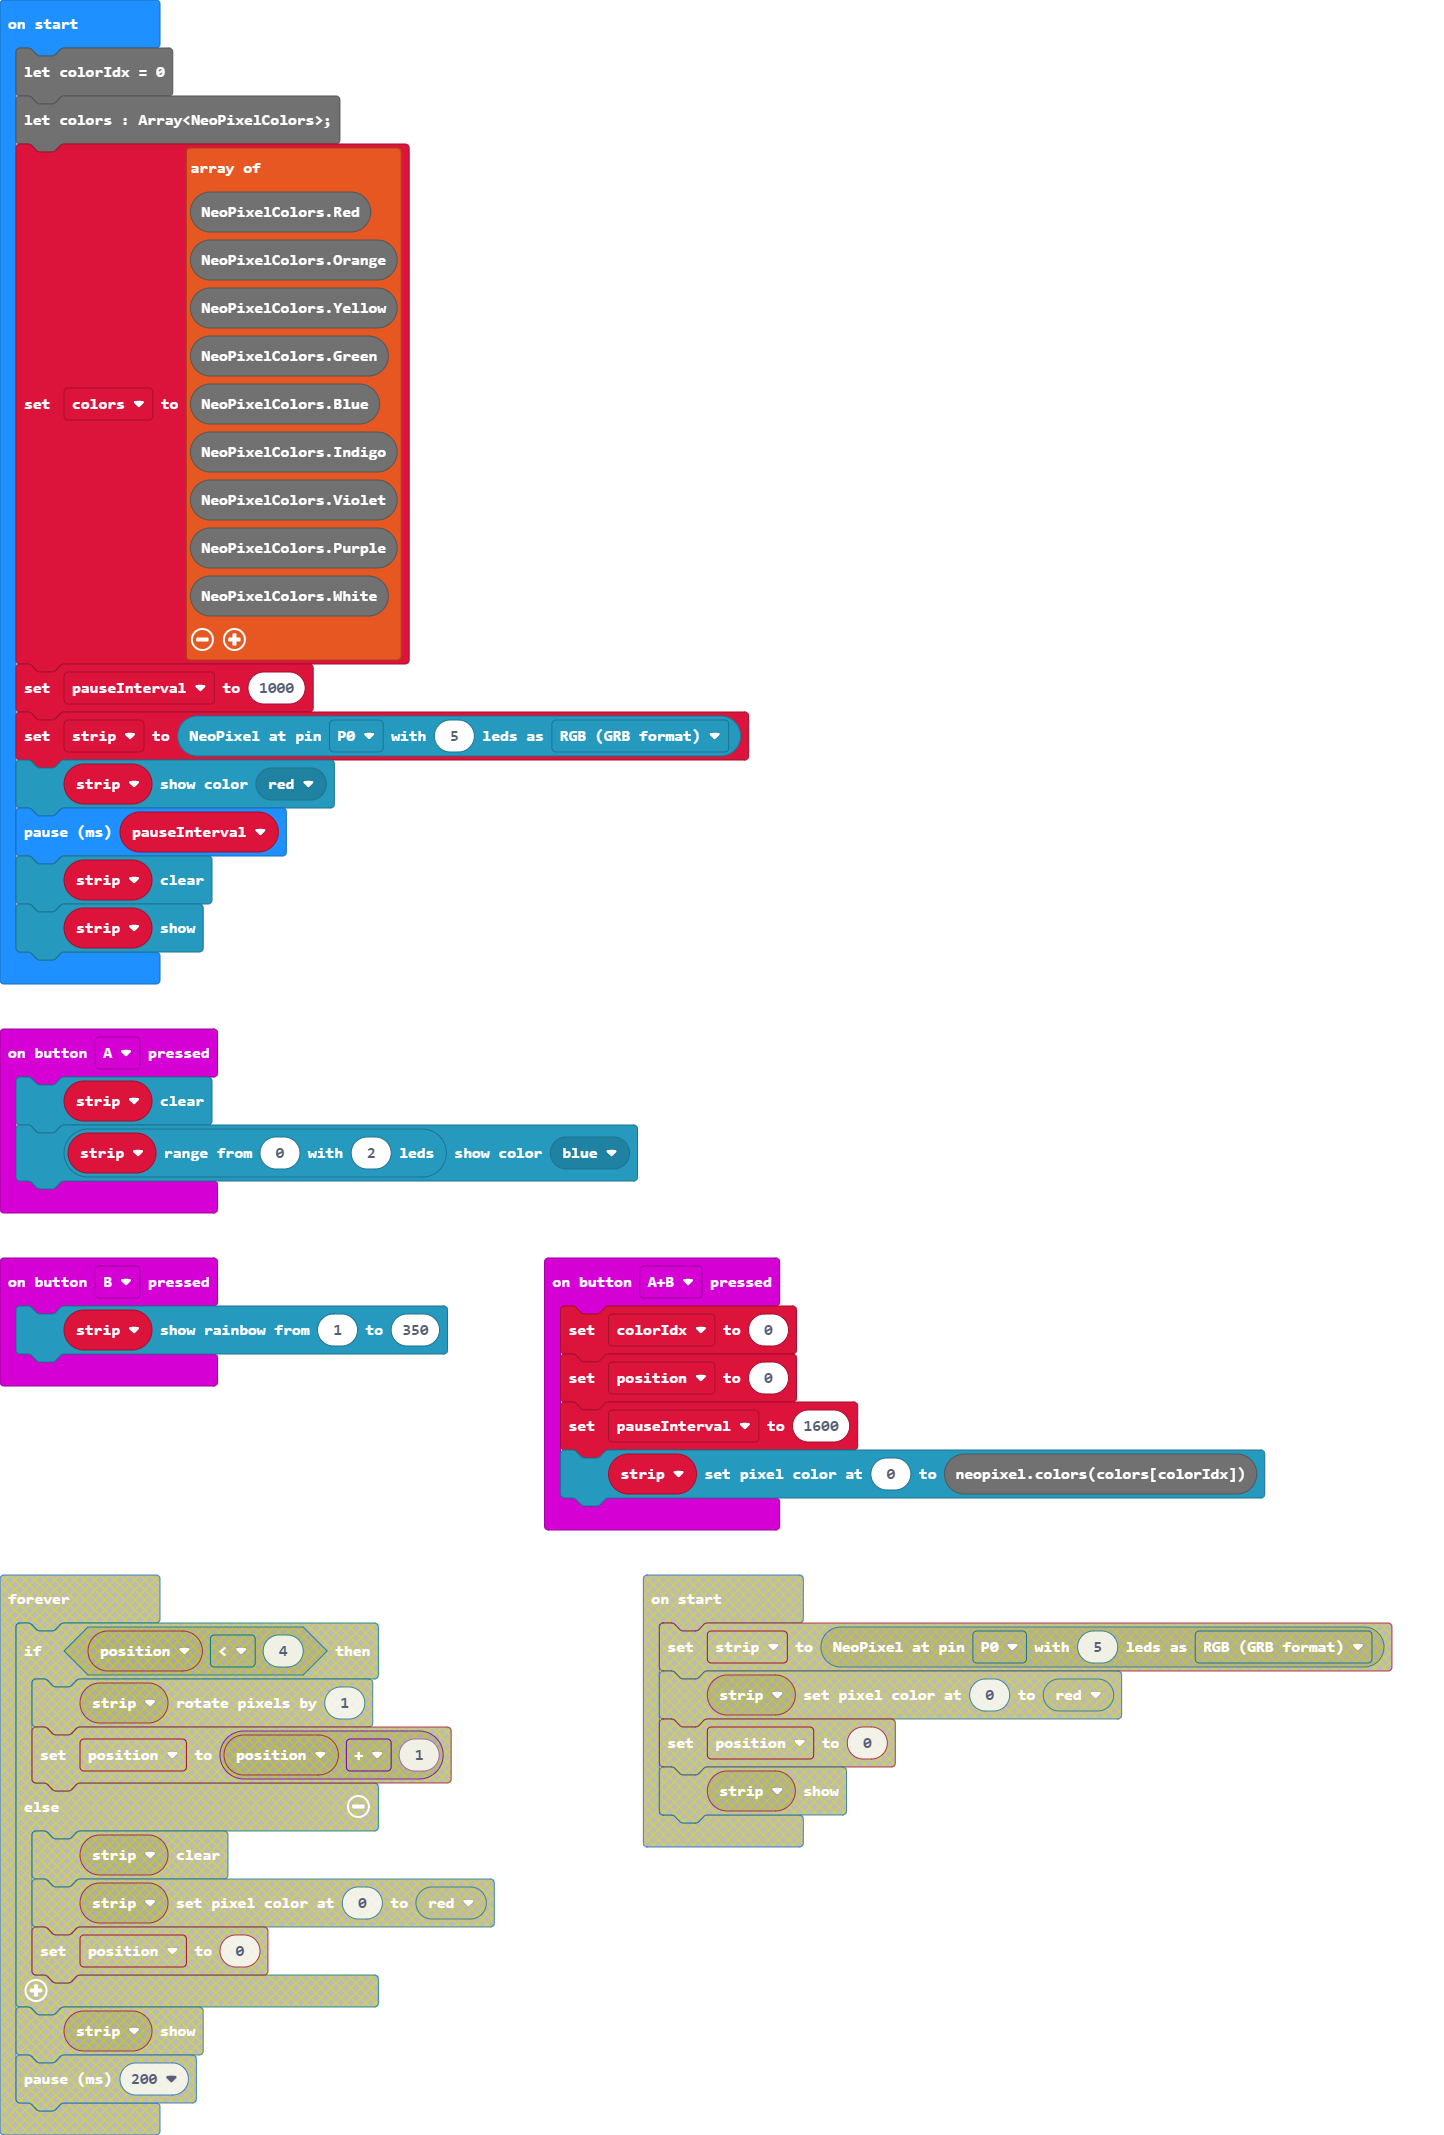 on start
let colorIdx = 0
let colors : Array<NeoPixelColors>;
set colors to
array of
NeoPixelColors.Red
NeoPixelColors.Orange
NeoPixelColors.Yellow
NeoPixelColors.Green
NeoPixelColors.Blue
NeoPixelColors.Indigo
NeoPixelColors.Violet
NeoPixelColors.Purple
NeoPixelColors.White
set pauseInterval to 1000
set strip to NeoPixel at pin P0 with 5 leds as RGB (GRB format)
strip show color red
pause (ms) pauseInterval
strip clear
strip show
on button A pressed
strip clear
strip range from 0 with 2 leds show color blue
on button B pressed
strip show rainbow from 1 to 350
on button A+B pressed
set colorIdx to 0
set position to 0
set pauseInterval to 1600
strip set pixel color at 0 to neopixel.colors(colors[colorIdx])
forever
if position < 4 then
strip rotate pixels by 1
set position to position + 1
else
strip clear
strip set pixel color at 0 to red
set position to 0
strip show
pause (ms) 200
on start
set strip to NeoPixel at pin P0 with 5 leds as RGB (GRB format)
strip set pixel color at 0 to red
set position to 0
strip show